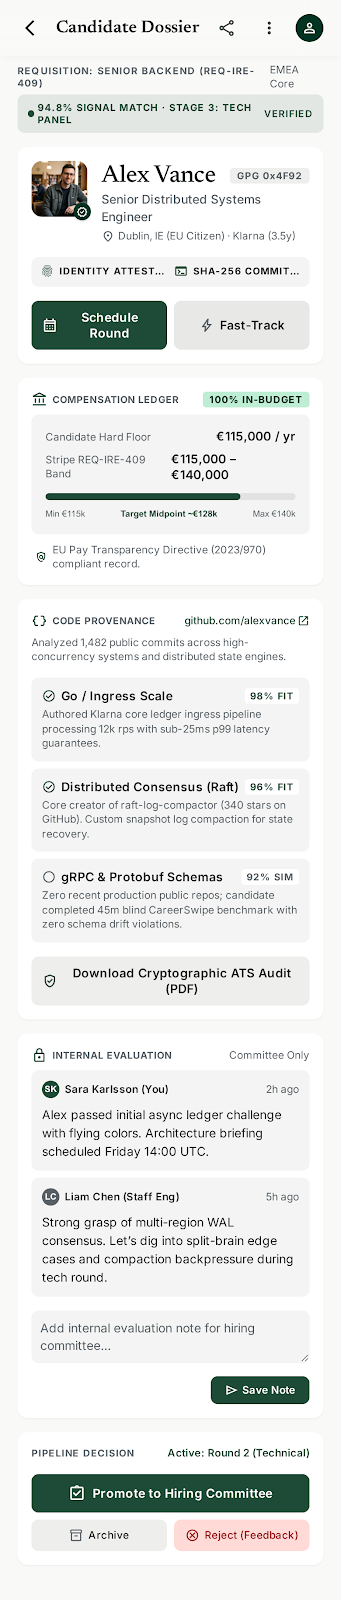 Candidate Dossier
REQUISITION: SENIOR BACKEND (REQ-IRE-409)
EMEA Core
94.8% SIGNAL MATCH · STAGE 3: TECH PANEL
VERIFIED
Alex Vance
GPG 0x4F92
Senior Distributed Systems
Engineer
Dublin, IE (EU Citizen) · Klarna (3.5y)
IDENTITY ATTEST...
SHA-256 COMMIT...
Schedule
Round
Fast-Track
COMPENSATION LEDGER
100% IN-BUDGET
Candidate Hard Floor
€115,000 / yr
Stripe REQ-IRE-409
Band
€115,000 –
€140,000
Min €115k
Target Midpoint ~€128k
Max €140k
EU Pay Transparency Directive (2023/970)
compliant record.
CODE PROVENANCE
github.com/alexvance
Analyzed 1,482 public commits across high-
concurrency systems and distributed state engines.
Go / Ingress Scale
98% FIT
Authored Klarna core ledger ingress pipeline
processing 12k rps with sub-25ms p99 latency
guarantees.
Distributed Consensus (Raft)
96% FIT
Core creator of raft-log-compactor (340 stars on
GitHub). Custom snapshot log compaction for state
recovery.
gRPC & Protobuf Schemas
92% SIM
Zero recent production public repos; candidate
completed 45m blind CareerSwipe benchmark with
zero schema drift violations.
Download Cryptographic ATS Audit
(PDF)
INTERNAL EVALUATION
Committee Only
SK
Sara Karlsson (You)
2h ago
Alex passed initial async ledger challenge
with flying colors. Architecture briefing
scheduled Friday 14:00 UTC.
LC
Liam Chen (Staff Eng)
5h ago
Strong grasp of multi-region WAL
consensus. Let's dig into split-brain edge
cases and compaction backpressure during
tech round.
Add internal evaluation note for hiring
committee...
Save Note
PIPELINE DECISION
Active: Round 2 (Technical)
Promote to Hiring Committee
Archive
Reject (Feedback)